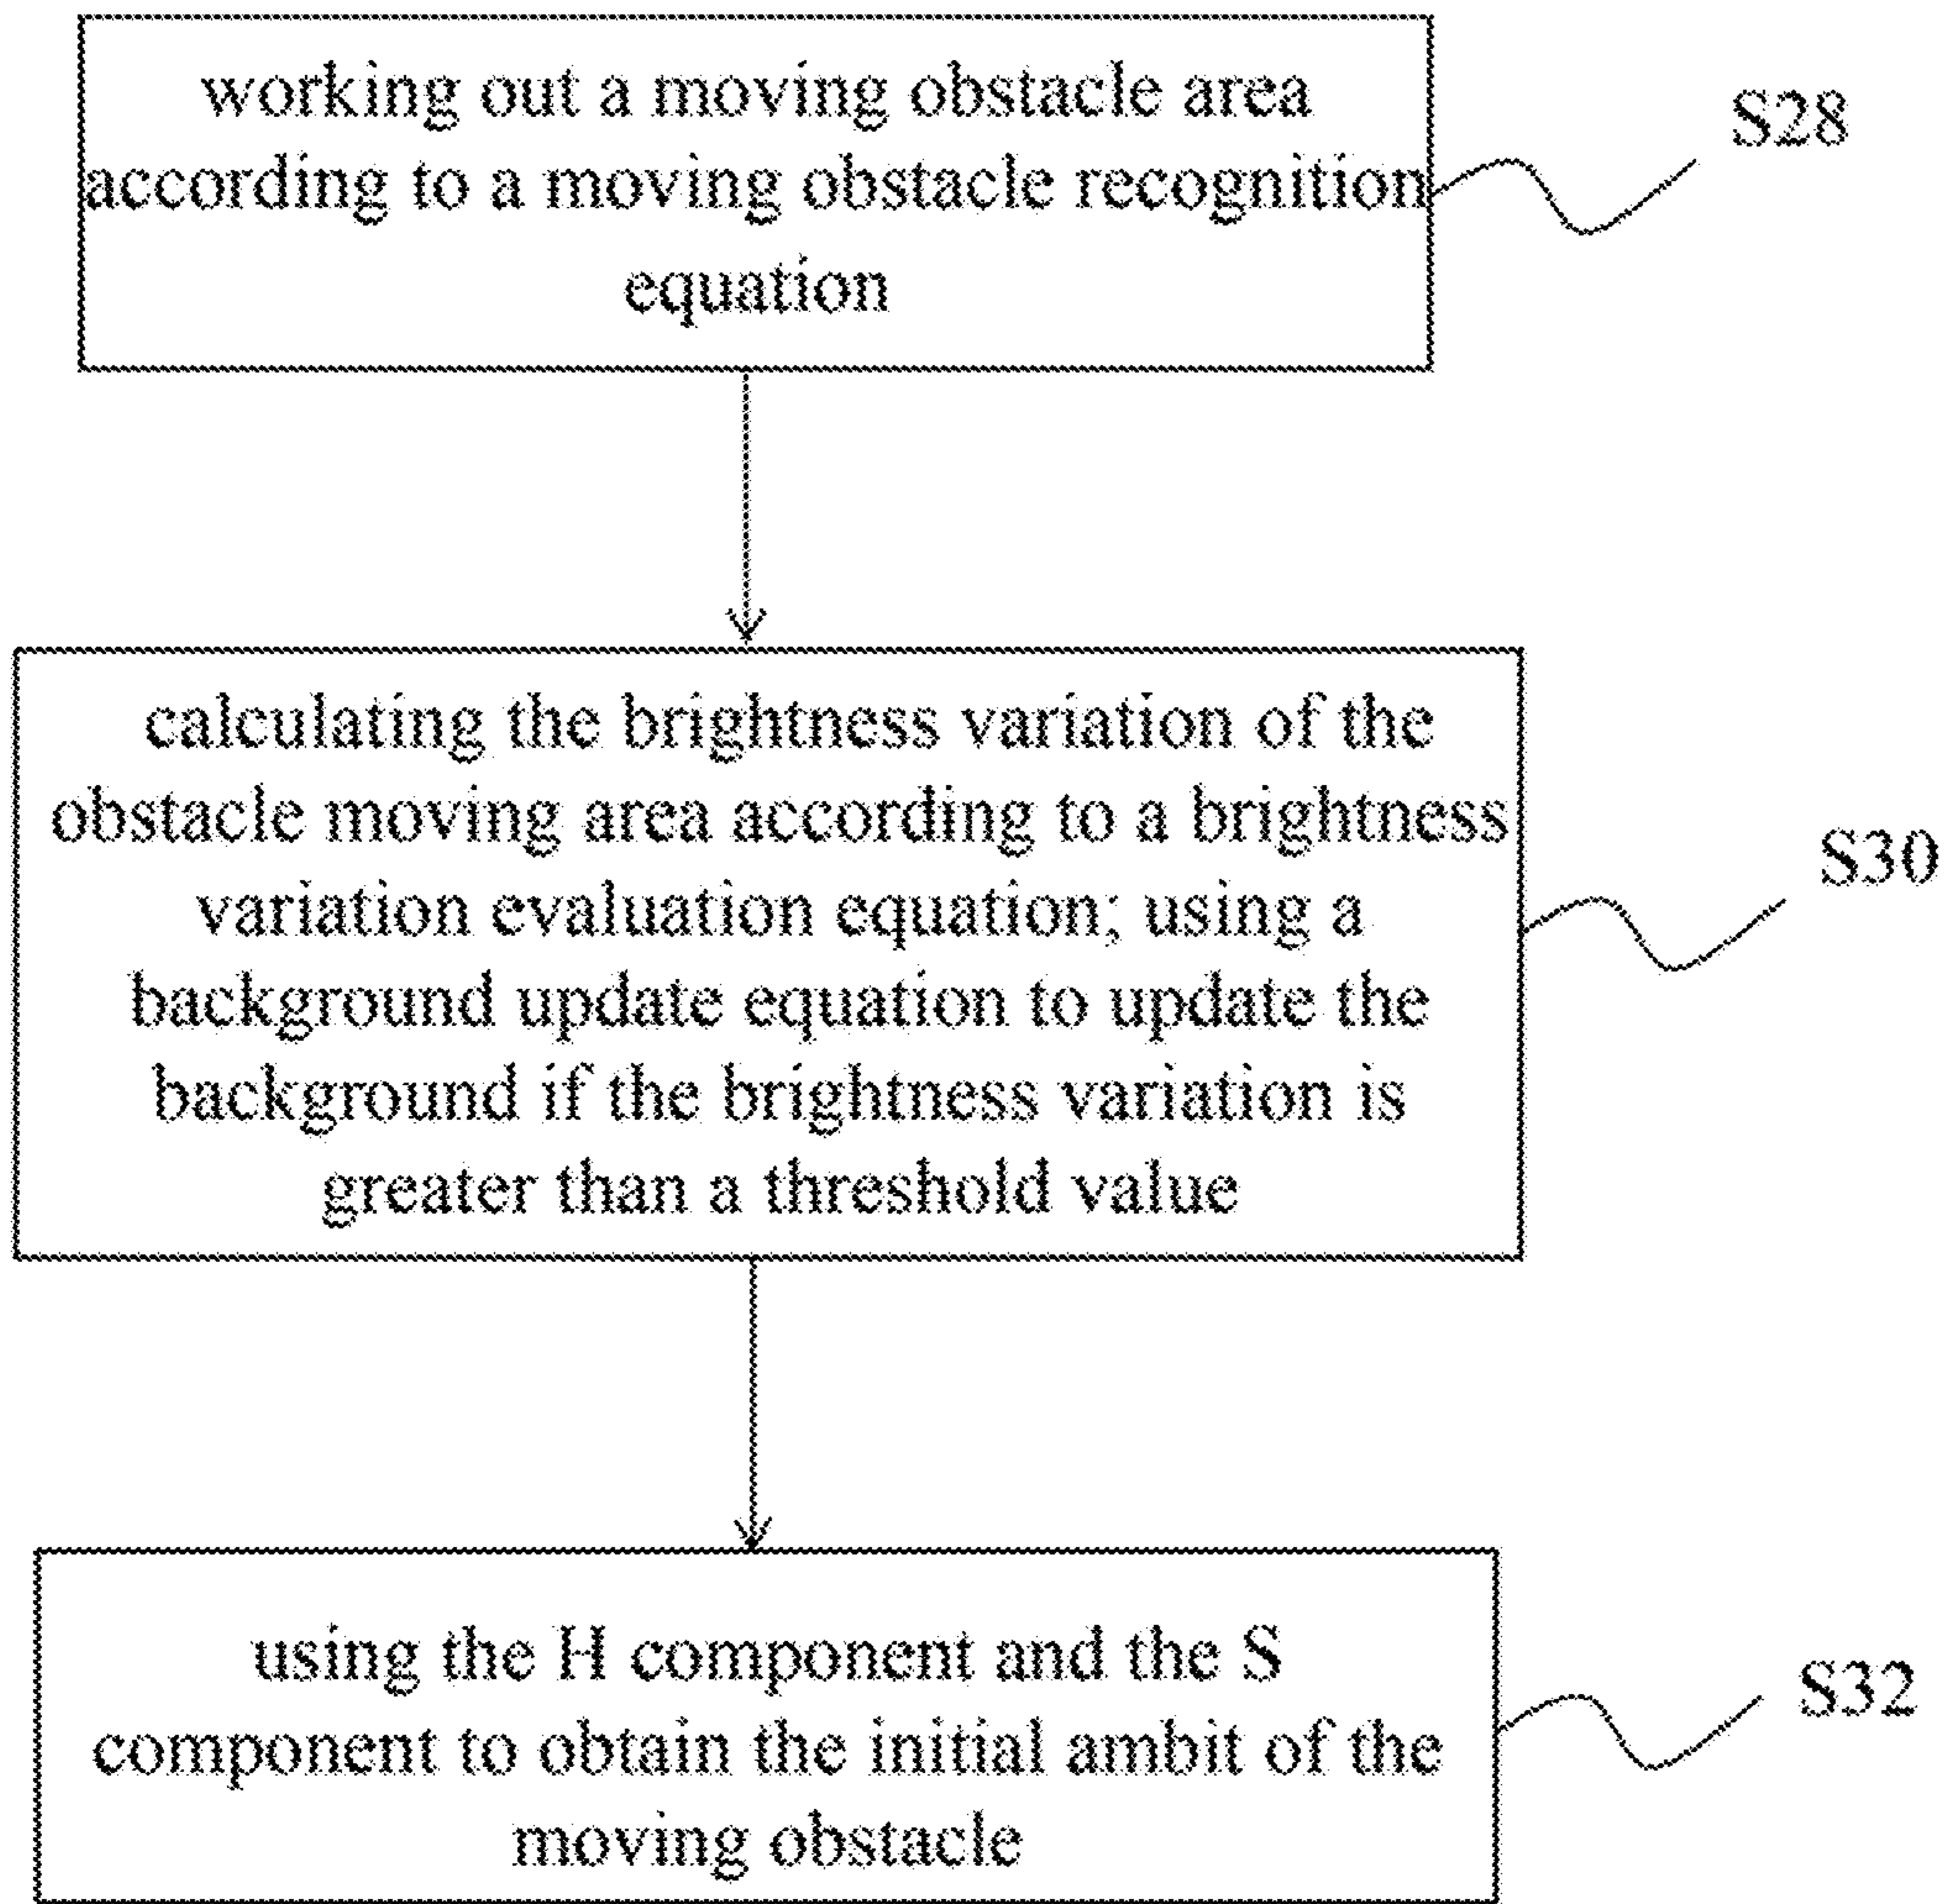 working out a moving obstacle area
according to a moving obstacle recognition
equation
S28
calculating the brightness variation of the
obstacle moving area according to a brightness
variation evaluation equation; using a
background update equation to update the
background if the brightness variation is
greater than a threshold value
S30
using the H component and the S
component to obtain the initial ambit of the
moving obstacle
S32